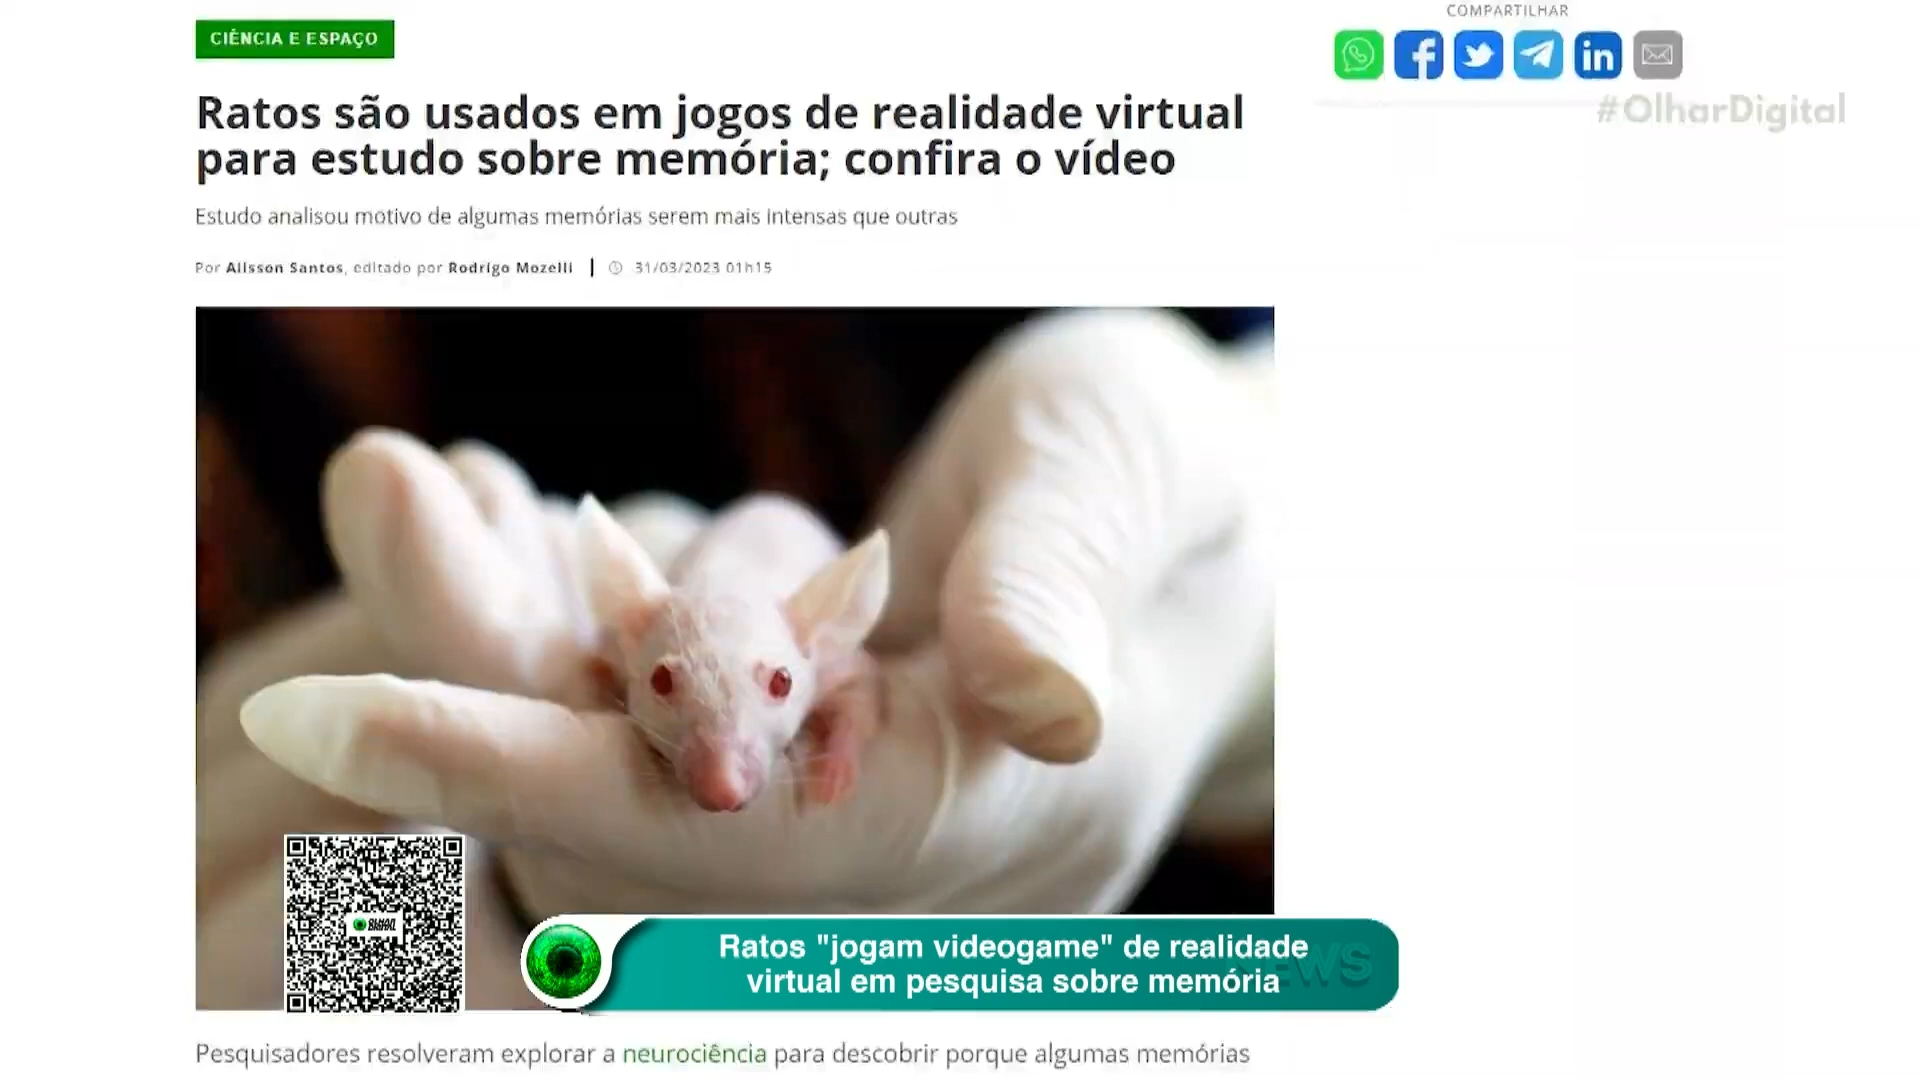 CIÊNCIA E ESPAÇO
COMPARTILHAR
#OlharDigital
Ratos são usados em jogos de realidade virtual
para estudo sobre memória; confira o vídeo
Estudo analisou motivo de algumas memórias serem mais intensas que outras
Por Alisson Santos, editado por Rodrigo Mozelli | 31/03/2023 01h15
Ratos "jogam videogame" de realidade
virtual em pesquisa sobre memória
NEWS
Pesquisadores resolveram explorar a neurociência para descobrir porque algumas memórias